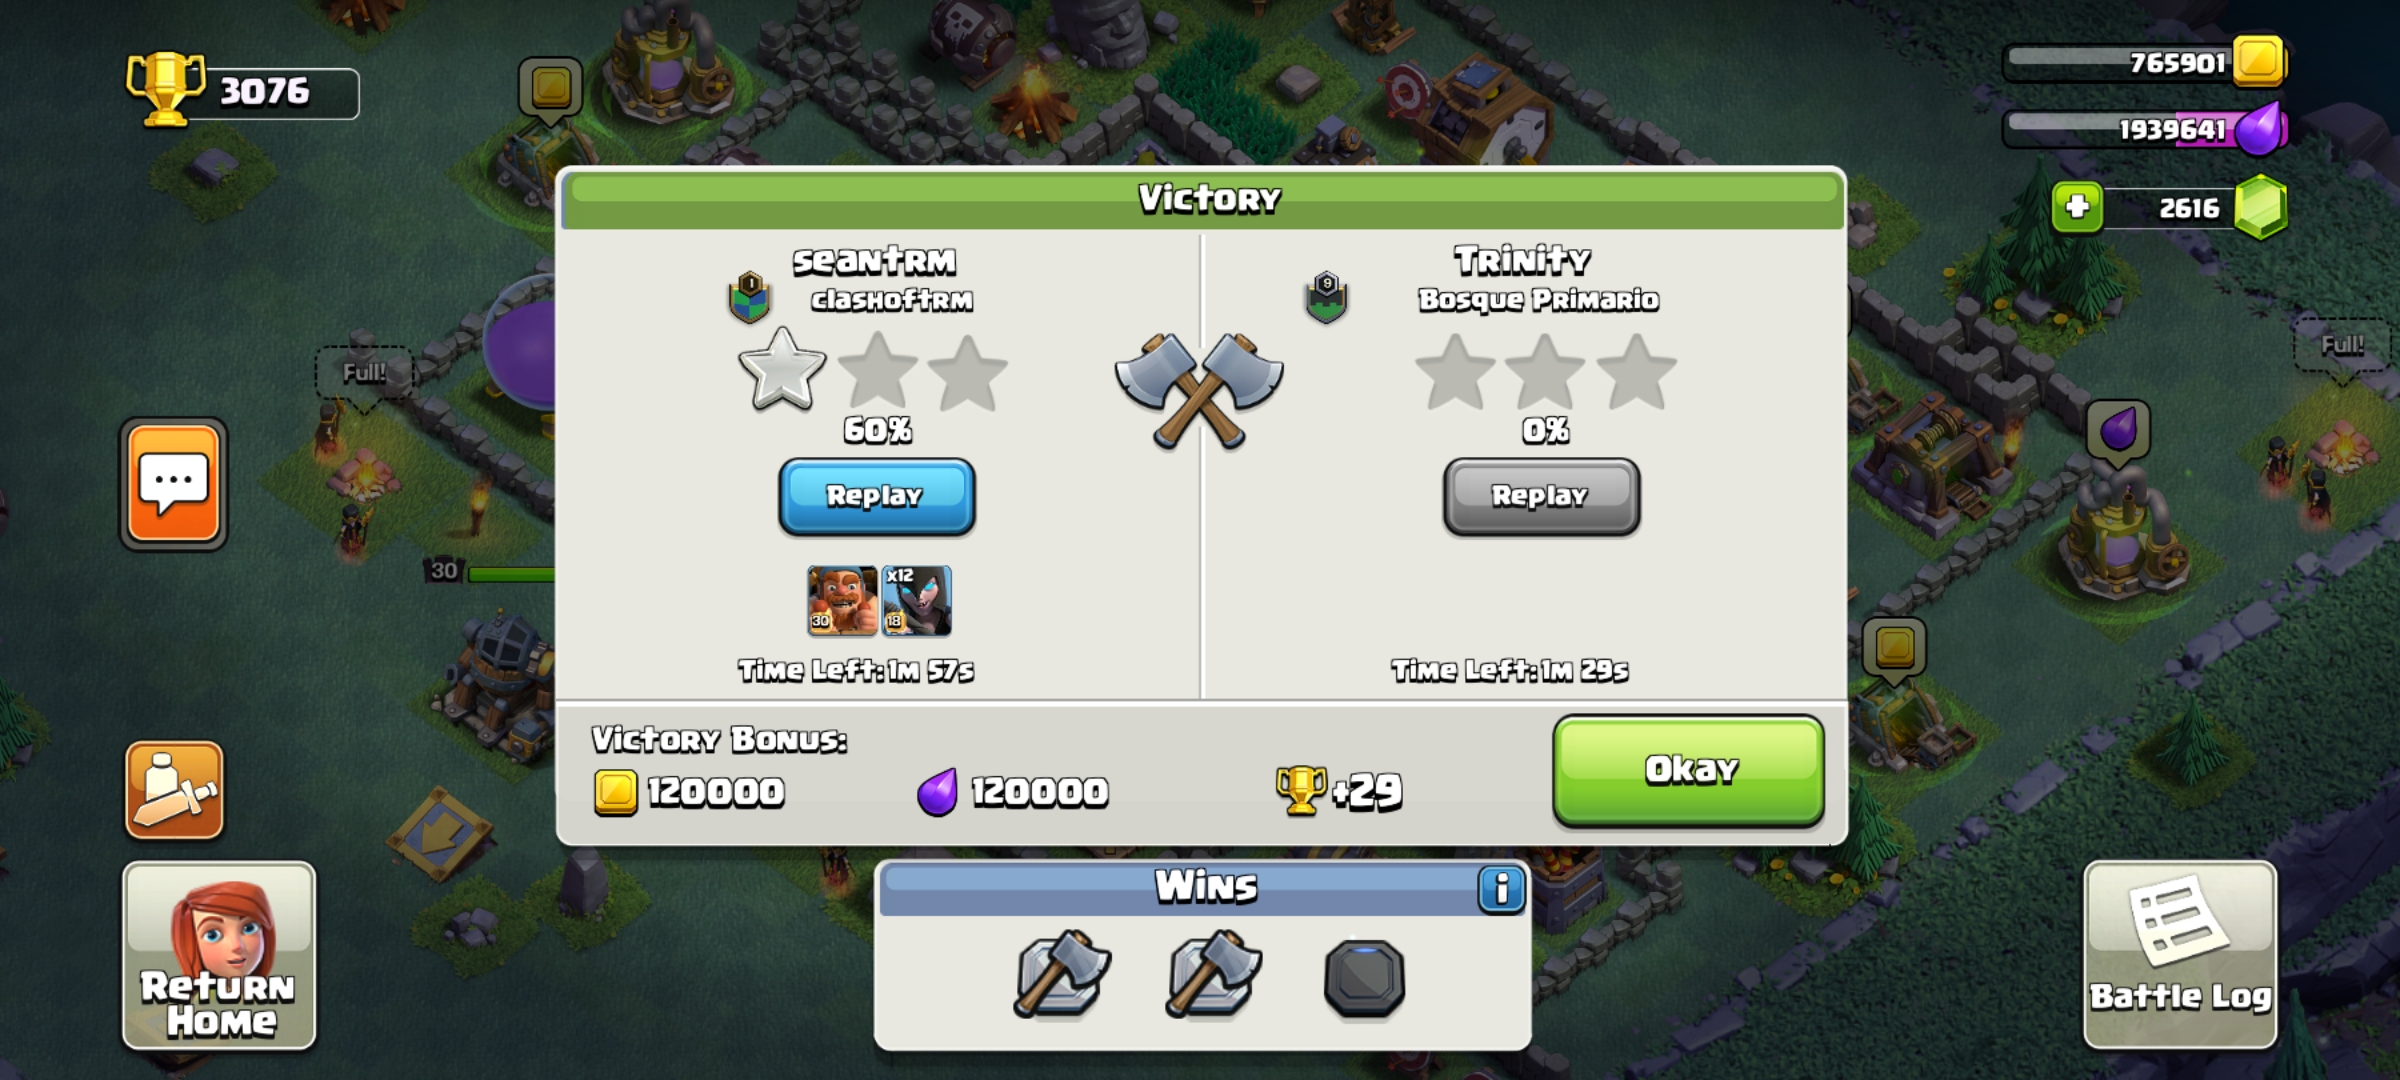 3076
765901
1939641
2616
Victory
seantrm
clashoftrm
1
60%
Replay
30
x12
18
Time Left:1m 57s
Trinity
Bosque Primario
9
0%
Replay
Time Left:1m 29s
Full!
Full!
30
Victory Bonus:
120000
120000
+29
Okay
Wins
i
Return
Home
Battle Log